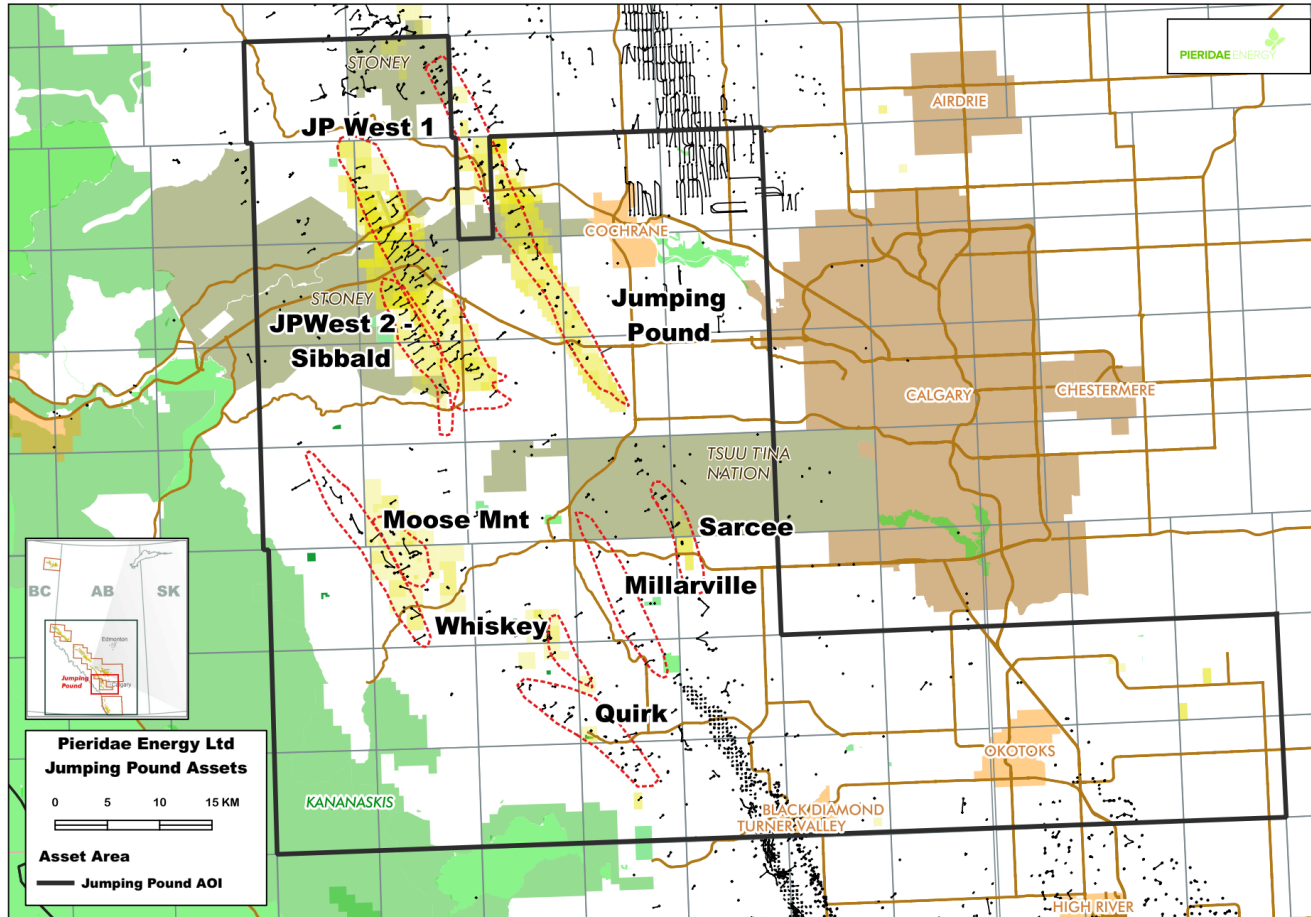 PIERIDAE ENERGY
STONEY
AIRDRIE
JP West 1
COCHRANE
STONEY
JPWest 2 -
Sibbald
Jumping
Pound
CALGARY
CHESTERMERE
TSUU T'INA
NATION
Moose Mnt
Sarcee
Millarville
Whiskey
Quirk
BC AB SK
Edmonton
Jumping
Pound
Calgary
Pieridae Energy Ltd
Jumping Pound Assets
0 5 10 15 KM
Asset Area
Jumping Pound AOI
KANANASKIS
OKOTOKS
BLACK DIAMOND
TURNER VALLEY
HIGH RIVER